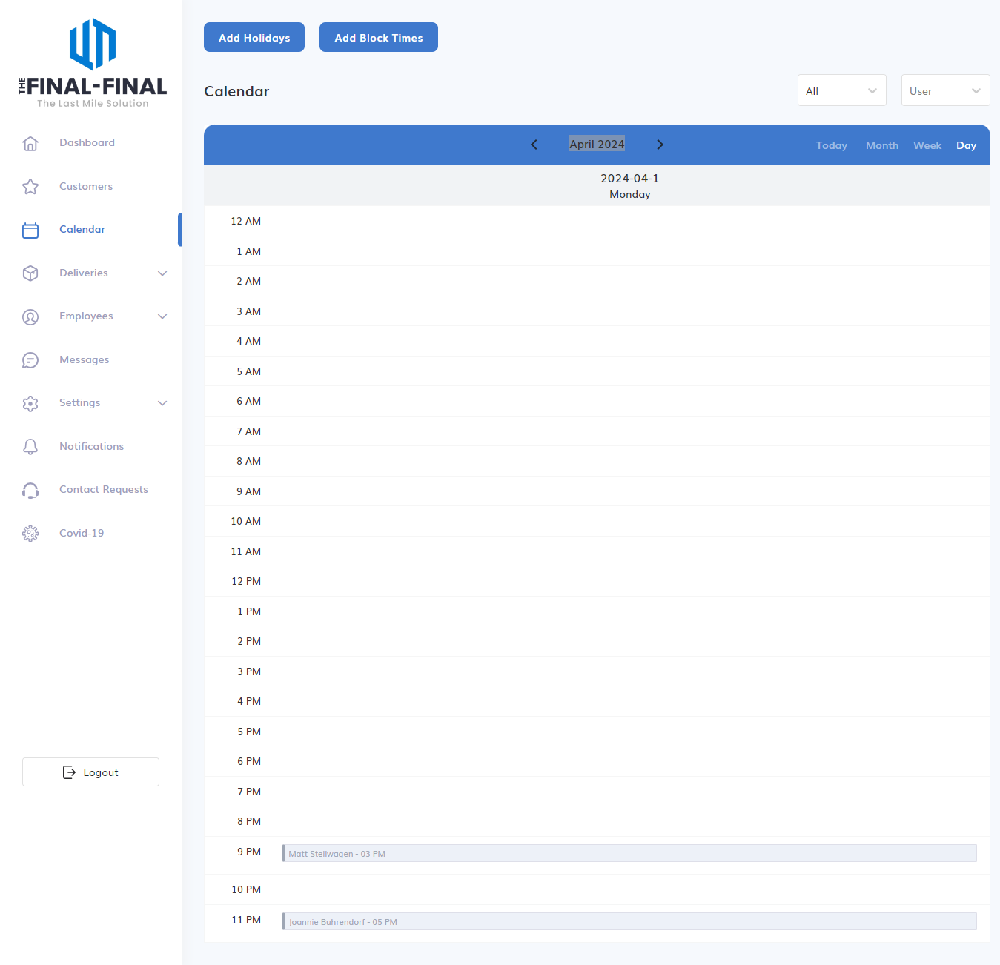 THE FINAL-FINAL
The Last Mile Solution
Dashboard
Customers
Calendar
Deliveries
Employees
Messages
Settings
Notifications
Contact Requests
Covid-19
Logout
Add Holidays
Add Block Times
Calendar
All
User
April 2024
Today
Month
Week
Day
2024-04-1
Monday
12 AM
1 AM
2 AM
3 AM
4 AM
5 AM
6 AM
7 AM
8 AM
9 AM
10 AM
11 AM
12 PM
1 PM
2 PM
3 PM
4 PM
5 PM
6 PM
7 PM
8 PM
9 PM
Matt Stellwagen - 03 PM
10 PM
11 PM
Joannie Buhrendorf - 05 PM